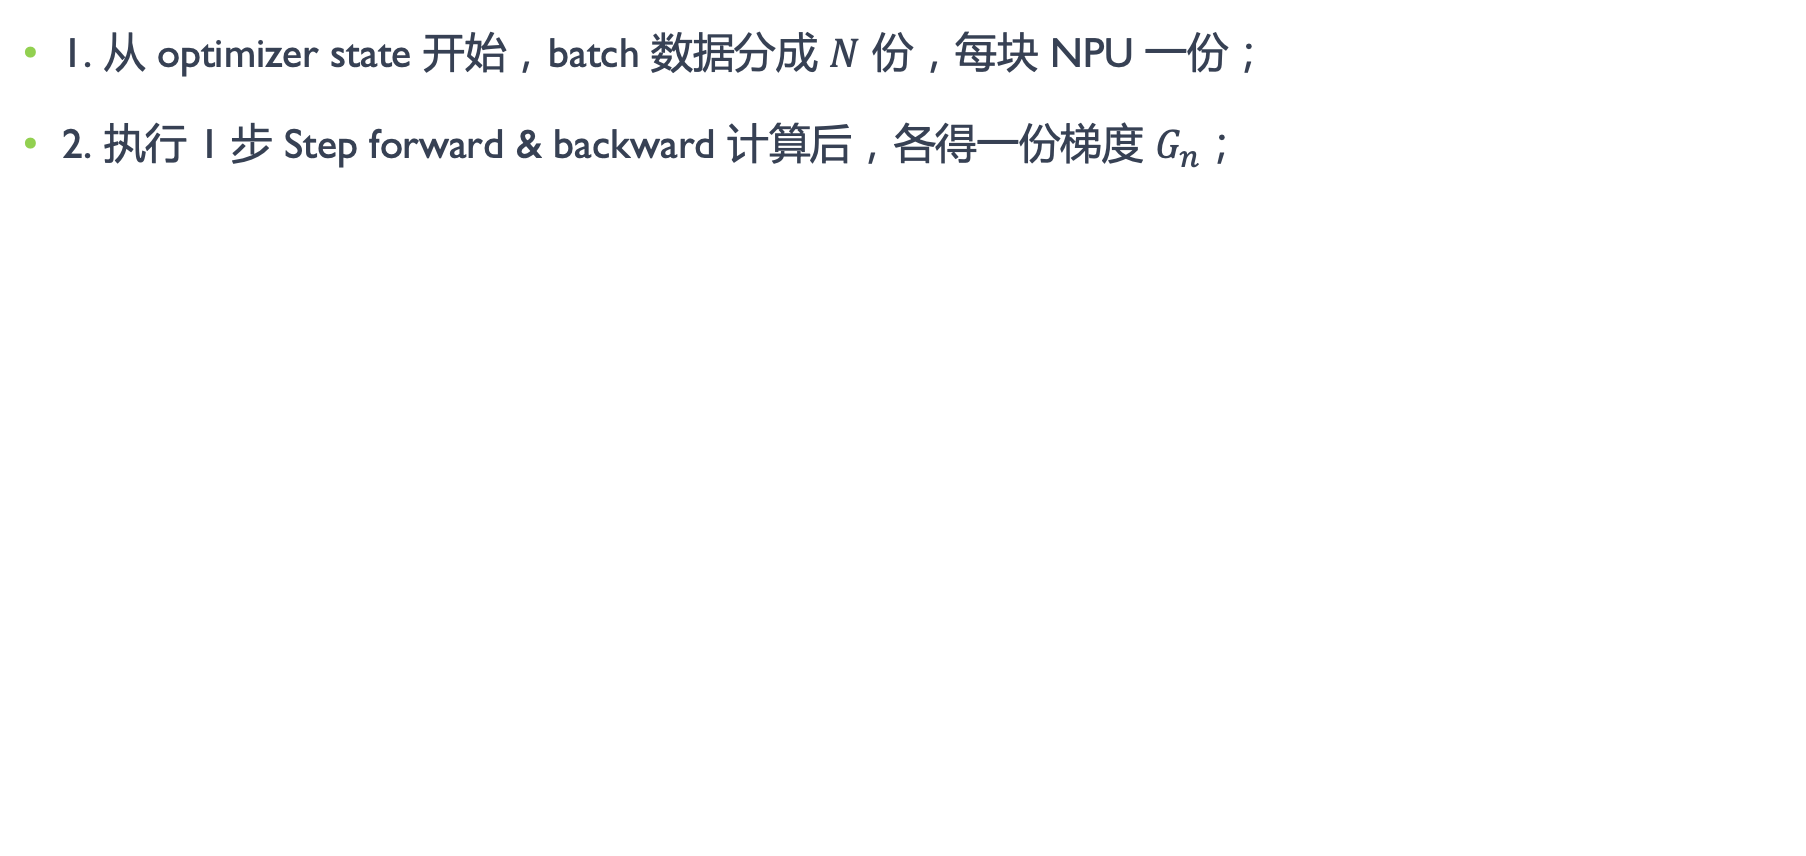 • 1. 从 optimizer state 开始，batch 数据分成 N 份，每块 NPU 一份；
• 2. 执行 1 步 Step forward & backward 计算后，各得一份梯度 Gₙ；